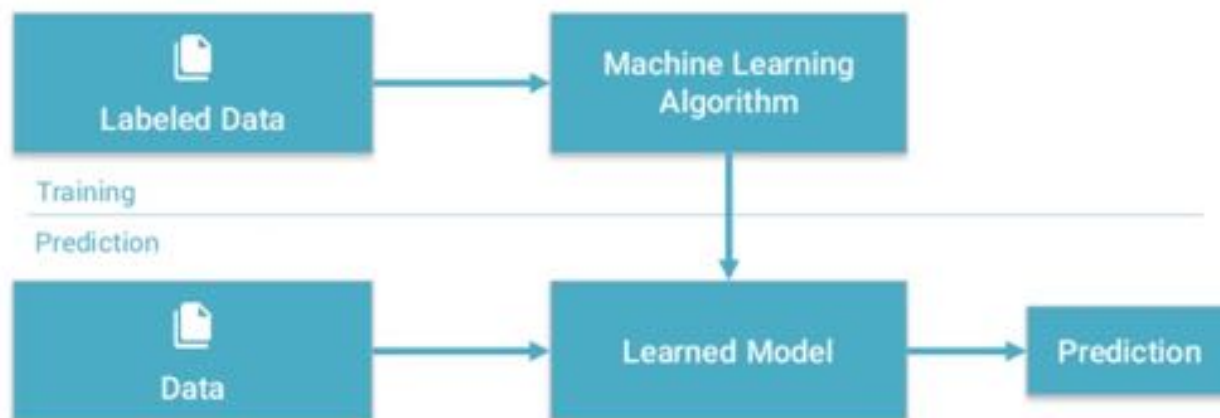 Labeled Data
Machine Learning
Algorithm
Training
Prediction
Data
Learned Model
Prediction